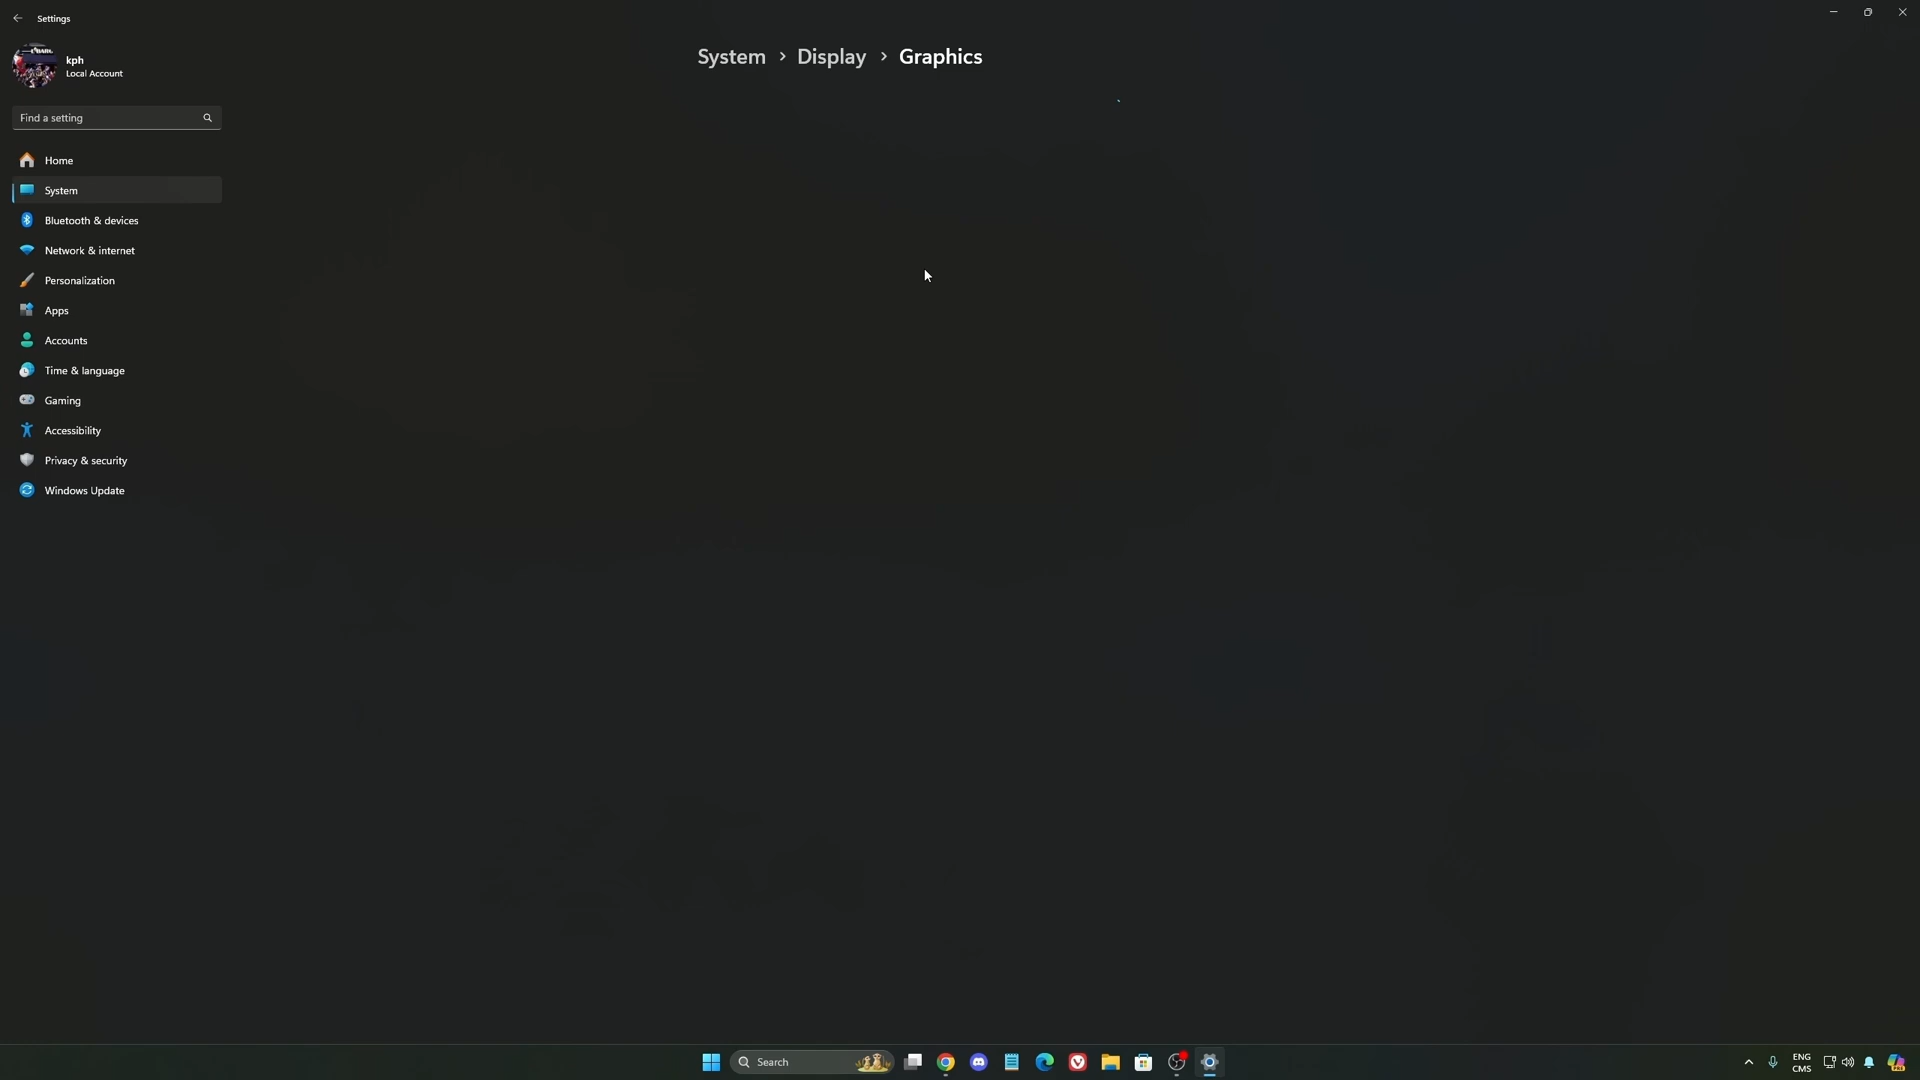 Settings
kph
Local Account
System > Display > Graphics
Find a setting
Home
System
Bluetooth & devices
Network & internet
Personalization
Apps
Accounts
Time & language
Gaming
Accessibility
Privacy & security
Windows Update
Search
ENG
CMS